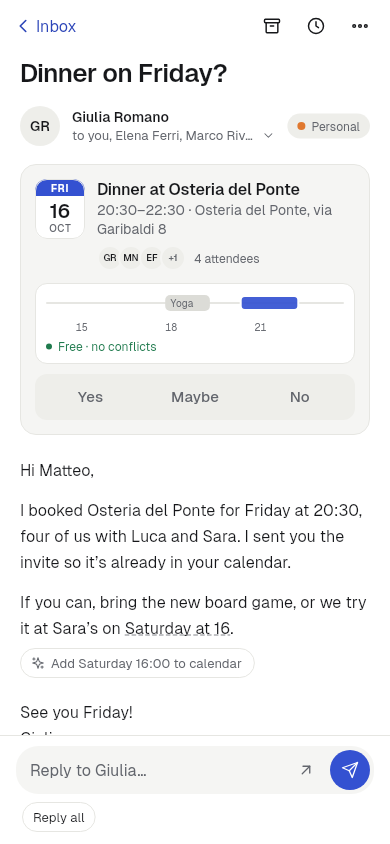 Inbox
Dinner on Friday?
GR
Giulia Romano
to you, Elena Ferri, Marco Riv…
Personal
FRI
16
OCT
Dinner at Osteria del Ponte
20:30–22:30 · Osteria del Ponte, via
Garibaldi 8
GR MN EF +1 4 attendees
Yoga
15 18 21
Free · no conflicts
Yes Maybe No
Hi Matteo,
I booked Osteria del Ponte for Friday at 20:30,
four of us with Luca and Sara. I sent you the
invite so it’s already in your calendar.
If you can, bring the new board game, or we try
it at Sara’s on Saturday at 16.
Add Saturday 16:00 to calendar
See you Friday!
Reply to Giulia…
Reply all